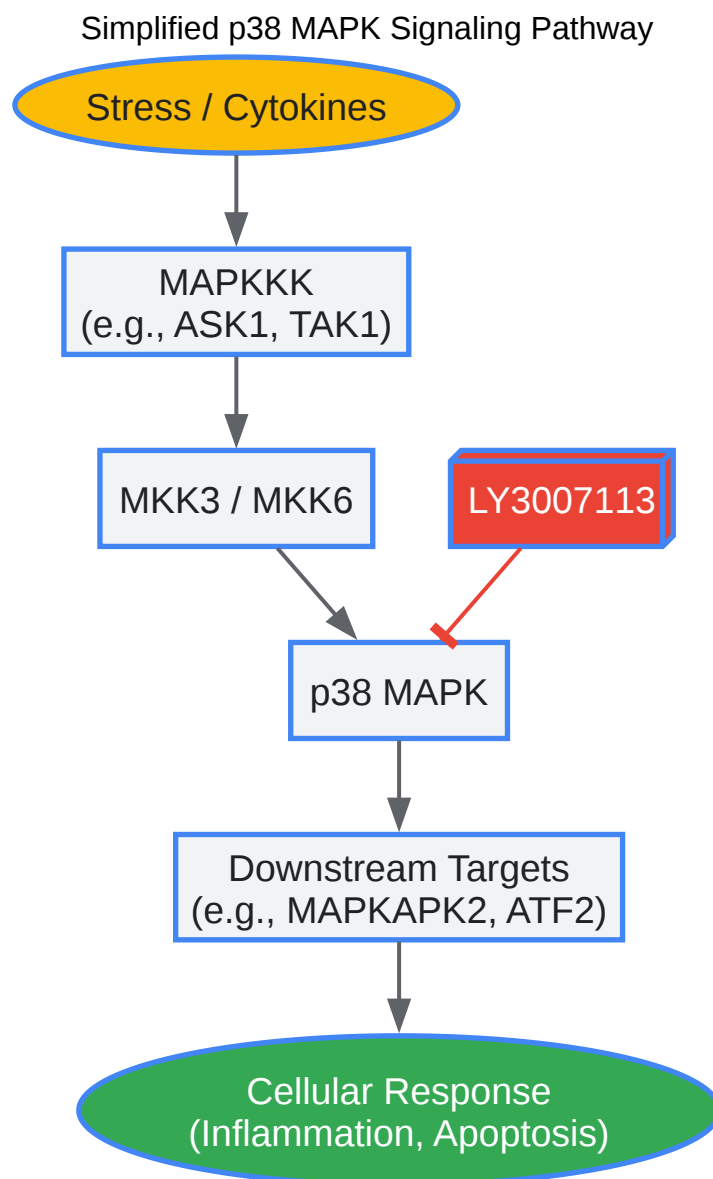 Simplified p38 MAPK Signaling Pathway
Stress / Cytokines
MAPKKK
(e.g., ASK1, TAK1)
MKK3 / MKK6
LY3007113
p38 MAPK
Downstream Targets
(e.g., MAPKAPK2, ATF2)
Cellular Response
(Inflammation, Apoptosis)